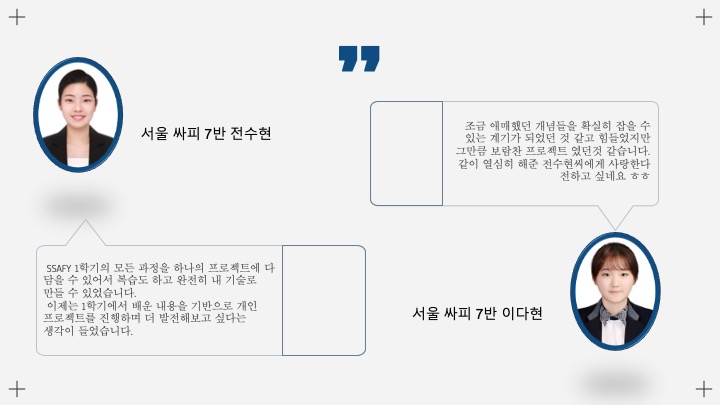 ”
서울 싸피 7반 전수현
조금 애매했던 개념들을 확실히 잡을 수
있는 계기가 되었던 것 같고 힘들었지만
그만큼 보람찬 프로젝트 였던것 같습니다.
같이 열심히 해준 전수현씨에게 사랑한다
전하고 싶네요 ㅎㅎ
SSAFY 1학기의 모든 과정을 하나의 프로젝트에 다
담을 수 있어서 복습도 하고 완전히 내 기술로
만들 수 있었습니다.
이제는 1학기에서 배운 내용을 기반으로 개인
프로젝트를 진행하며 더 발전해보고 싶다는
생각이 들었습니다.
서울 싸피 7반 이다현